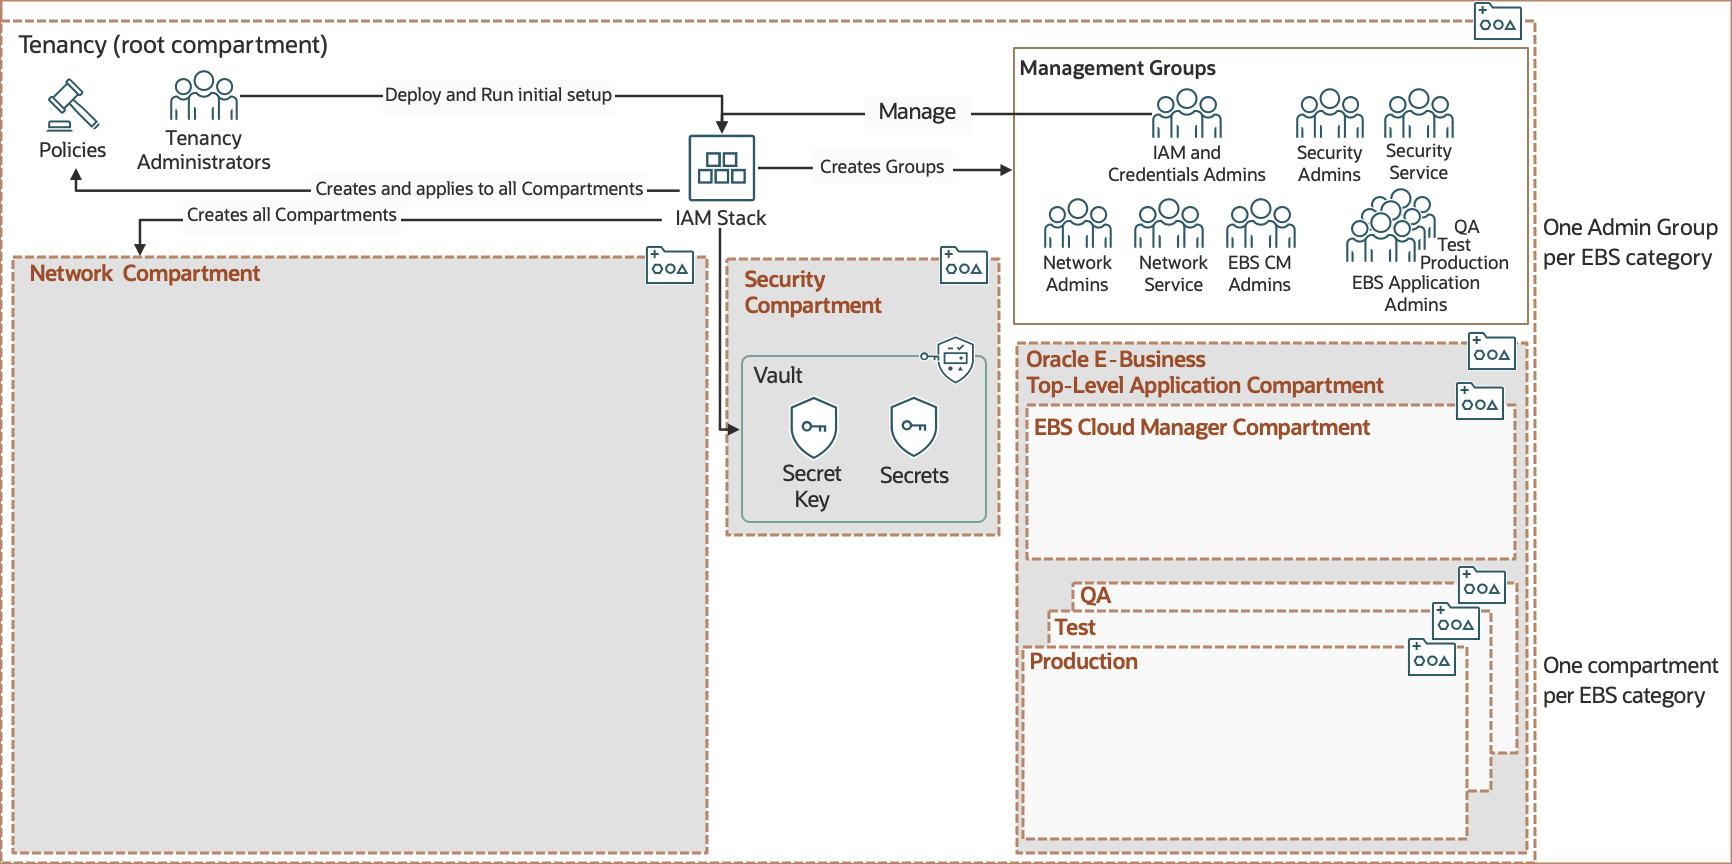 Tenancy (root compartment)
Policies
Tenancy
Administrators
Deploy and Run initial setup
Manage
Creates Groups
Creates and applies to all Compartments
Creates all Compartments
IAM Stack
Management Groups
IAM and
Credentials Admins
Security
Admins
Security
Service
Network
Admins
Network
Service
EBS CM
Admins
QA
Test
Production
EBS Application
Admins
One Admin Group
per EBS category
Network Compartment
Security
Compartment
Vault
Secret
Key
Secrets
Oracle E-Business
Top-Level Application Compartment
EBS Cloud Manager Compartment
QA
Test
Production
One compartment
per EBS category